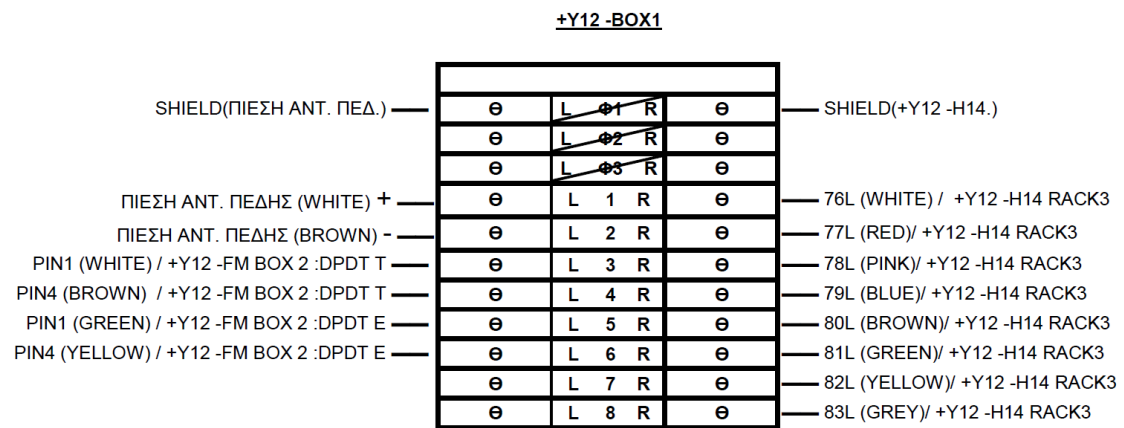 +Y12 -BOX1
SHIELD(ΠΙΕΣΗ ΑΝΤ. ΠΕΔ.) Ө L Φ1 R Ө SHIELD(+Y12 -H14.)
Ө L Φ2 R Ө
Ө L Φ3 R Ө
ΠΙΕΣΗ ΑΝΤ. ΠΕΔΗΣ (WHITE) + Ө L 1 R Ө 76L (WHITE) / +Y12 -H14 RACK3
ΠΙΕΣΗ ΑΝΤ. ΠΕΔΗΣ (BROWN) - Ө L 2 R Ө 77L (RED)/ +Y12 -H14 RACK3
PIN1 (WHITE) / +Y12 -FM BOX 2 :DPDT T Ө L 3 R Ө 78L (PINK)/ +Y12 -H14 RACK3
PIN4 (BROWN) / +Y12 -FM BOX 2 :DPDT T Ө L 4 R Ө 79L (BLUE)/ +Y12 -H14 RACK3
PIN1 (GREEN) / +Y12 -FM BOX 2 :DPDT E Ө L 5 R Ө 80L (BROWN)/ +Y12 -H14 RACK3
PIN4 (YELLOW) / +Y12 -FM BOX 2 :DPDT E Ө L 6 R Ө 81L (GREEN)/ +Y12 -H14 RACK3
Ө L 7 R Ө 82L (YELLOW)/ +Y12 -H14 RACK3
Ө L 8 R Ө 83L (GREY)/ +Y12 -H14 RACK3